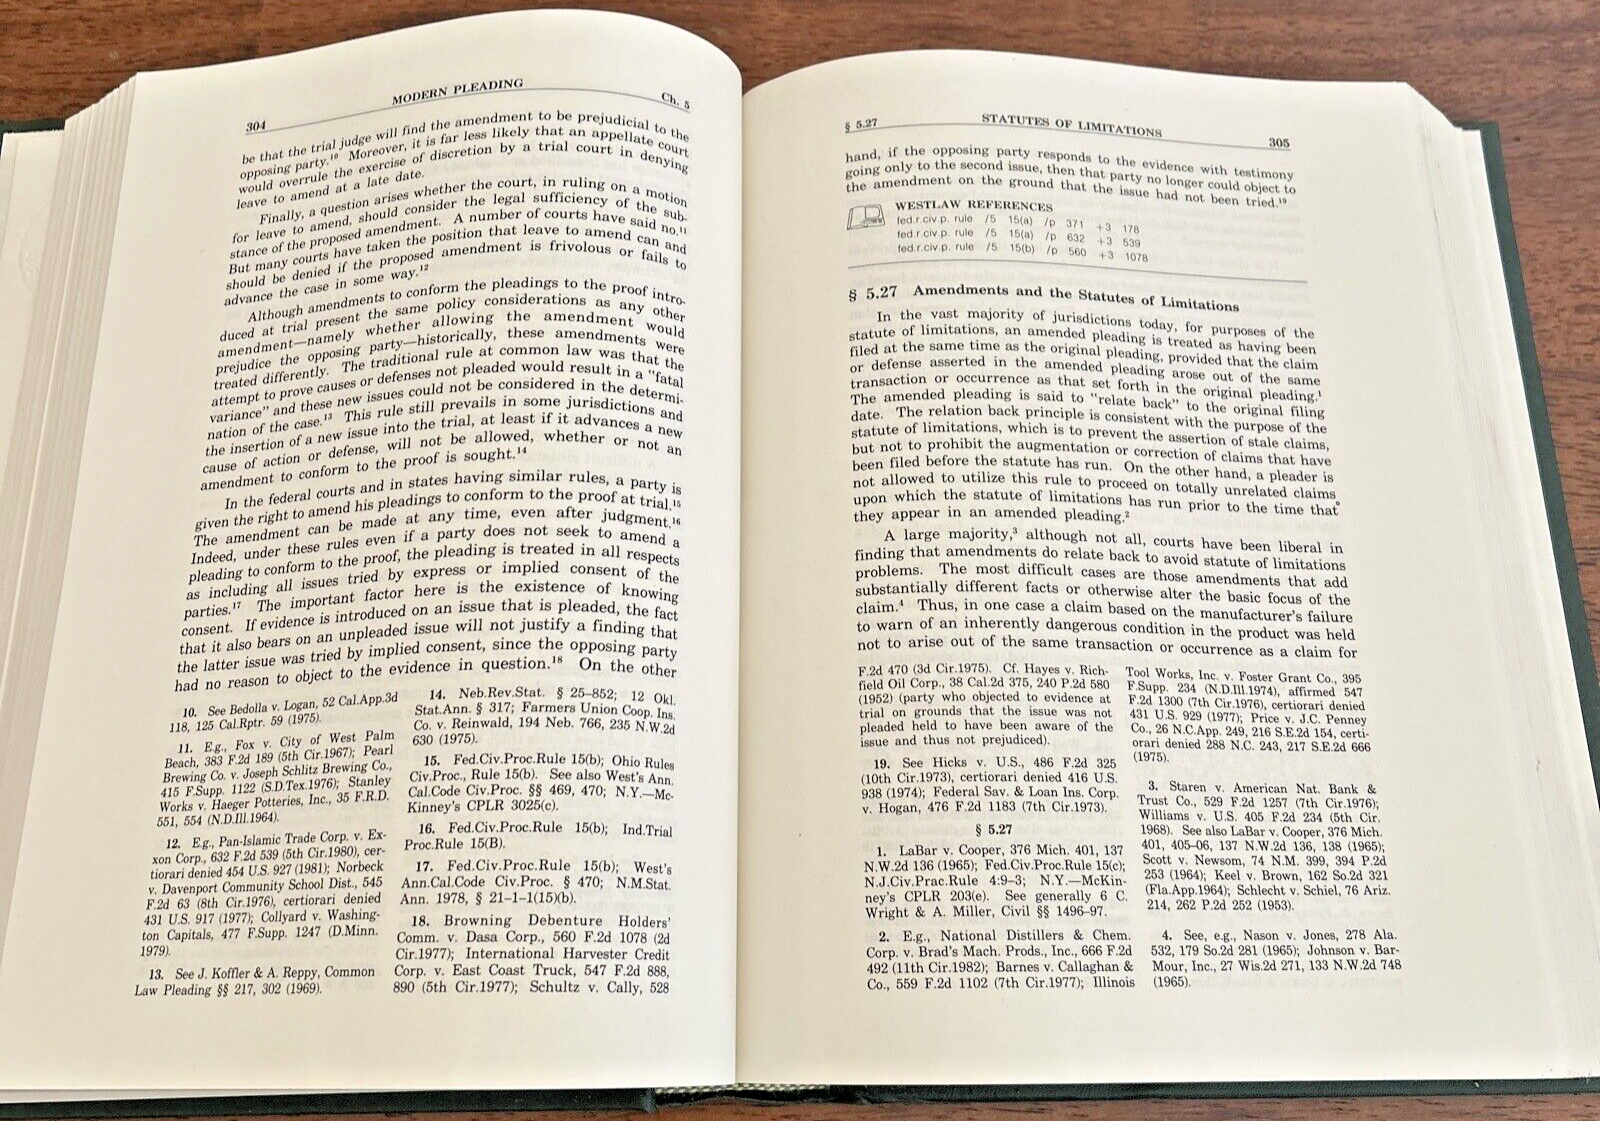 304 MODERN PLEADING Ch. 5
be that the trial judge will find the amendment to be prejudicial to the
opposing party.¹⁰ Moreover, it is far less likely that an appellate court
would overrule the exercise of discretion by a trial court in denying
leave to amend at a late date.
Finally, a question arises whether the court, in ruling on a motion
for leave to amend, should consider the legal sufficiency of the sub-
stance of the proposed amendment. A number of courts have said no.¹¹
But many courts have taken the position that leave to amend can and
should be denied if the proposed amendment is frivolous or fails to
advance the case in some way.¹²
Although amendments to conform the pleadings to the proof intro-
duced at trial present the same policy considerations as any other
amendment—namely whether allowing the amendment would
prejudice the opposing party—historically, these amendments were
treated differently. The traditional rule at common law was that the
attempt to prove causes or defenses not pleaded would result in a "fatal
variance" and these new issues could not be considered in the determi-
nation of the case.¹³ This rule still prevails in some jurisdictions and
the insertion of a new issue into the trial, at least if it advances a new
cause of action or defense, will not be allowed, whether or not an
amendment to conform to the proof is sought.¹⁴
In the federal courts and in states having similar rules, a party is
given the right to amend his pleadings to conform to the proof at trial.¹⁵
The amendment can be made at any time, even after judgment.¹⁶
Indeed, under these rules even if a party does not seek to amend a
pleading to conform to the proof, the pleading is treated in all respects
as including all issues tried by express or implied consent of the
parties.¹⁷ The important factor here is the existence of knowing
consent. If evidence is introduced on an issue that is pleaded, the fact
that it also bears on an unpleaded issue will not justify a finding that
the latter issue was tried by implied consent, since the opposing party
had no reason to object to the evidence in question.¹⁸ On the other
10. See Bedolla v. Logan, 52 Cal.App.3d
118, 125 Cal.Rptr. 59 (1975).
11. E.g., Fox v. City of West Palm
Beach, 383 F.2d 189 (5th Cir.1967); Pearl
Brewing Co. v. Joseph Schlitz Brewing Co.,
415 F.Supp. 1122 (S.D.Tex.1976); Stanley
Works v. Haeger Potteries, Inc., 35 F.R.D.
551, 554 (N.D.Ill.1964).
12. E.g., Pan-Islamic Trade Corp. v. Ex-
xon Corp., 632 F.2d 539 (5th Cir.1980), cer-
tiorari denied 454 U.S. 927 (1981); Norbeck
v. Davenport Community School Dist., 545
F.2d 63 (8th Cir.1976), certiorari denied
431 U.S. 917 (1977); Collyard v. Washing-
ton Capitals, 477 F.Supp. 1247 (D.Minn.
1979).
13. See J. Koffler & A. Reppy, Common
Law Pleading §§ 217, 302 (1969).
14. Neb.Rev.Stat. § 25–852; 12 Okl.
Stat.Ann. § 317; Farmers Union Coop. Ins.
Co. v. Reinwald, 194 Neb. 766, 235 N.W.2d
630 (1975).
15. Fed.Civ.Proc.Rule 15(b); Ohio Rules
Civ.Proc., Rule 15(b). See also West's Ann.
Cal.Code Civ.Proc. §§ 469, 470; N.Y.—Mc-
Kinney's CPLR 3025(c).
16. Fed.Civ.Proc.Rule 15(b); Ind.Trial
Proc.Rule 15(B).
17. Fed.Civ.Proc.Rule 15(b); West's
Ann.Cal.Code Civ.Proc. § 470; N.M.Stat.
Ann. 1978, § 21–1–1(15)(b).
18. Browning Debenture Holders'
Comm. v. Dasa Corp., 560 F.2d 1078 (2d
Cir.1977); International Harvester Credit
Corp. v. East Coast Truck, 547 F.2d 888,
890 (5th Cir.1977); Schultz v. Cally, 528
§ 5.27 STATUTES OF LIMITATIONS 305
hand, if the opposing party responds to the evidence with testimony
going only to the second issue, then that party no longer could object to
the amendment on the ground that the issue had not been tried.¹⁹
WESTLAW REFERENCES
fed.r.civ.p. rule /5 15(a) /p 371 +3 178
fed.r.civ.p. rule /5 15(a) /p 632 +3 539
fed.r.civ.p. rule /5 15(b) /p 560 +3 1078
§ 5.27 Amendments and the Statutes of Limitations
In the vast majority of jurisdictions today, for purposes of the
statute of limitations, an amended pleading is treated as having been
filed at the same time as the original pleading, provided that the claim
or defense asserted in the amended pleading arose out of the same
transaction or occurrence as that set forth in the original pleading.¹
The amended pleading is said to "relate back" to the original filing
date. The relation back principle is consistent with the purpose of the
statute of limitations, which is to prevent the assertion of stale claims,
but not to prohibit the augmentation or correction of claims that have
been filed before the statute has run. On the other hand, a pleader is
not allowed to utilize this rule to proceed on totally unrelated claims
upon which the statute of limitations has run prior to the time that
they appear in an amended pleading.²
A large majority,³ although not all, courts have been liberal in
finding that amendments do relate back to avoid statute of limitations
problems. The most difficult cases are those amendments that add
substantially different facts or otherwise alter the basic focus of the
claim.⁴ Thus, in one case a claim based on the manufacturer's failure
to warn of an inherently dangerous condition in the product was held
not to arise out of the same transaction or occurrence as a claim for
F.2d 470 (3d Cir.1975). Cf. Hayes v. Rich-
field Oil Corp., 38 Cal.2d 375, 240 P.2d 580
(1952) (party who objected to evidence at
trial on grounds that the issue was not
pleaded held to have been aware of the
issue and thus not prejudiced).
19. See Hicks v. U.S., 486 F.2d 325
(10th Cir.1973), certiorari denied 416 U.S.
938 (1974); Federal Sav. & Loan Ins. Corp.
v. Hogan, 476 F.2d 1183 (7th Cir.1973).
§ 5.27
1. LaBar v. Cooper, 376 Mich. 401, 137
N.W.2d 136 (1965); Fed.Civ.Proc.Rule 15(c);
N.J.Civ.Prac.Rule 4:9–3; N.Y.—McKin-
ney's CPLR 203(e). See generally 6 C.
Wright & A. Miller, Civil §§ 1496–97.
2. E.g., National Distillers & Chem.
Corp. v. Brad's Mach. Prods., Inc., 666 F.2d
492 (11th Cir.1982); Barnes v. Callaghan &
Co., 559 F.2d 1102 (7th Cir.1977); Illinois
Tool Works, Inc. v. Foster Grant Co., 395
F.Supp. 234 (N.D.Ill.1974), affirmed 547
F.2d 1300 (7th Cir.1976), certiorari denied
431 U.S. 929 (1977); Price v. J.C. Penney
Co., 26 N.C.App. 249, 216 S.E.2d 154, certi-
orari denied 288 N.C. 243, 217 S.E.2d 666
(1975).
3. Staren v. American Nat. Bank &
Trust Co., 529 F.2d 1257 (7th Cir.1976);
Williams v. U.S. 405 F.2d 234 (5th Cir.
1968). See also LaBar v. Cooper, 376 Mich.
401, 405–06, 137 N.W.2d 136, 138 (1965);
Scott v. Newsom, 74 N.M. 399, 394 P.2d
253 (1964); Keel v. Brown, 162 So.2d 321
(Fla.App.1964); Schlecht v. Schiel, 76 Ariz.
214, 262 P.2d 252 (1953).
4. See, e.g., Nason v. Jones, 278 Ala.
532, 179 So.2d 281 (1965); Johnson v. Bar-
Mour, Inc., 27 Wis.2d 271, 133 N.W.2d 748
(1965).